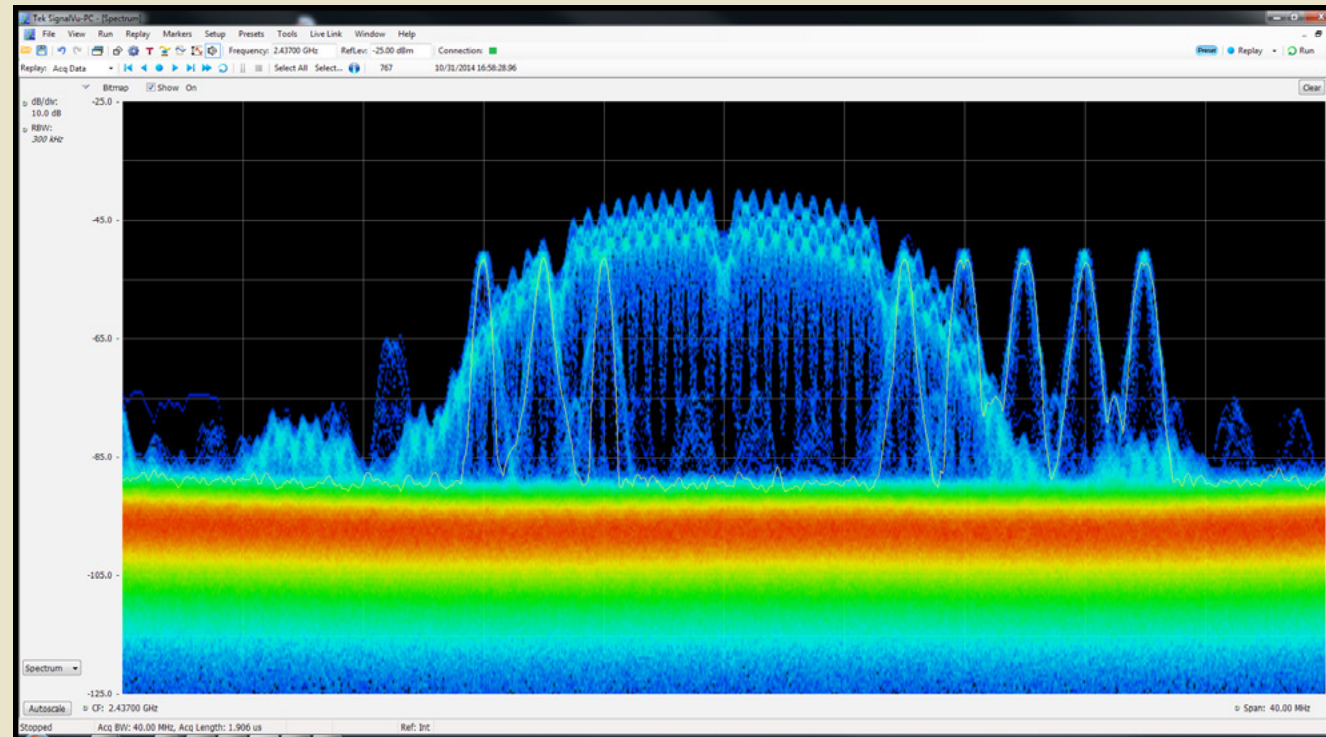 Tek SignalVu-PC - [Spectrum]
File View Run Replay Markers Setup Presets Tools Live Link Window Help
T Frequency: 2.43700 GHz RefLev: -25.00 dBm Connection: Preset Replay Run
Replay: Acq Data Select All Select... 767 10/31/2014 16:58:28.96
Bitmap Show On Clear
dB/div: -25.0
10.0 dB
RBW:
300 kHz
-45.0
-65.0
-85.0
-105.0
Spectrum
-125.0
Autoscale CF: 2.43700 GHz Span: 40.00 MHz
Stopped Acq BW: 40.00 MHz, Acq Length: 1.906 us Ref: Int